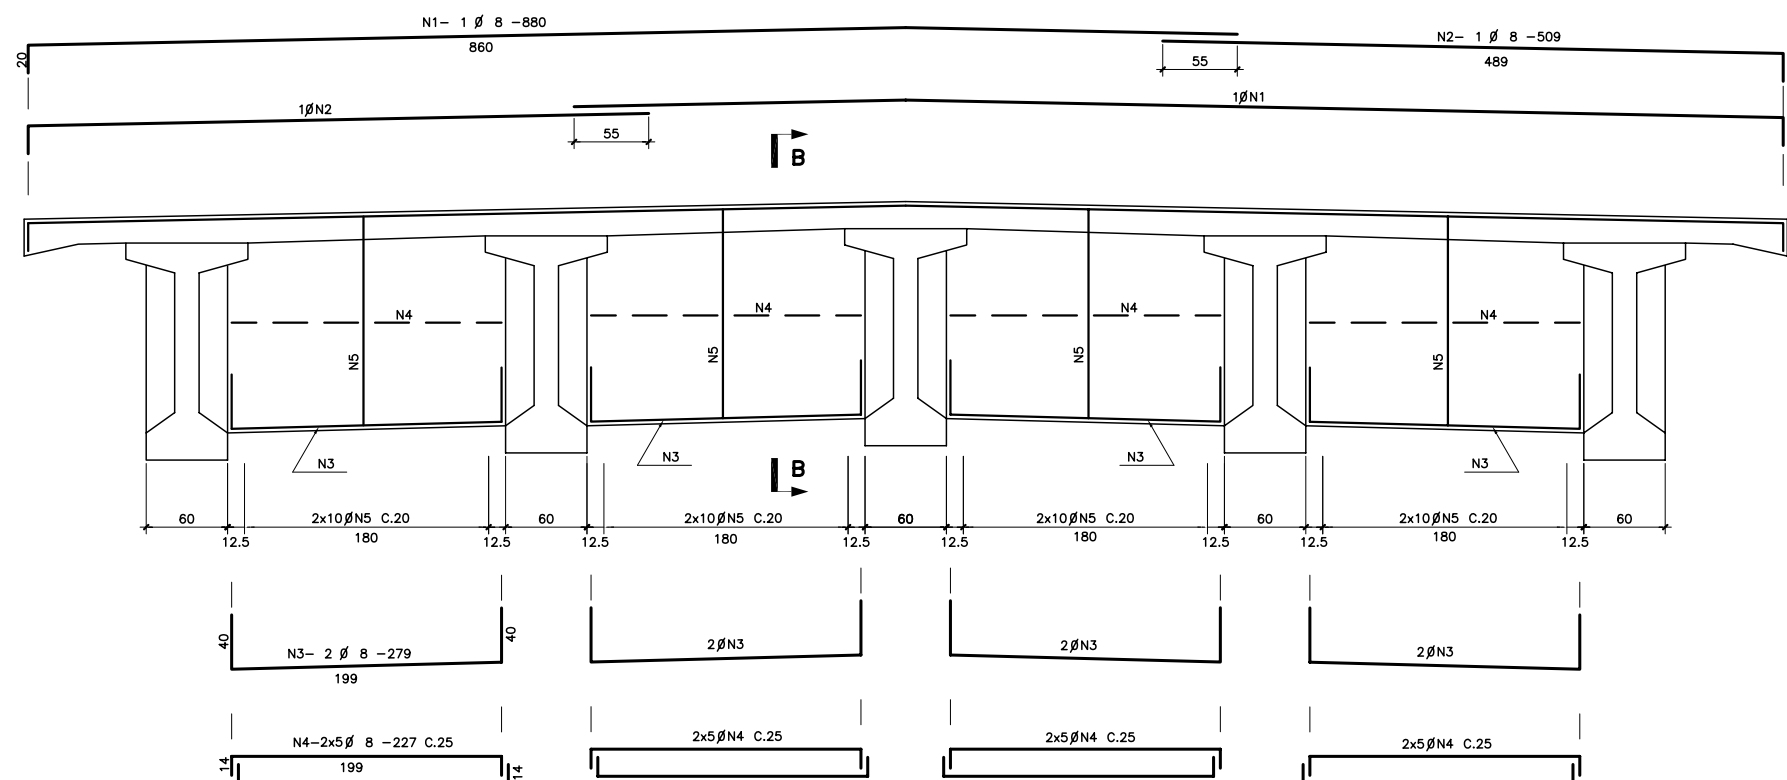 N1- 1 Ø 8 -880
860
20
N2- 1 Ø 8 -509
489
55
1ØN2
55
1ØN1
B
N4
N4
N4
N4
N5
N5
N5
N5
N3
N3
B
N3
N3
60
2x10ØN5 C.20
60
2x10ØN5 C.20
60
2x10ØN5 C.20
60
2x10ØN5 C.20
60
12.5
180
12.5
12.5
180
12.5
12.5
180
12.5
12.5
180
12.5
40
40
N3- 2 Ø 8 -279
199
2ØN3
2ØN3
2ØN3
N4-2x5Ø 8 -227 C.25
199
14
14
2x5ØN4 C.25
2x5ØN4 C.25
2x5ØN4 C.25